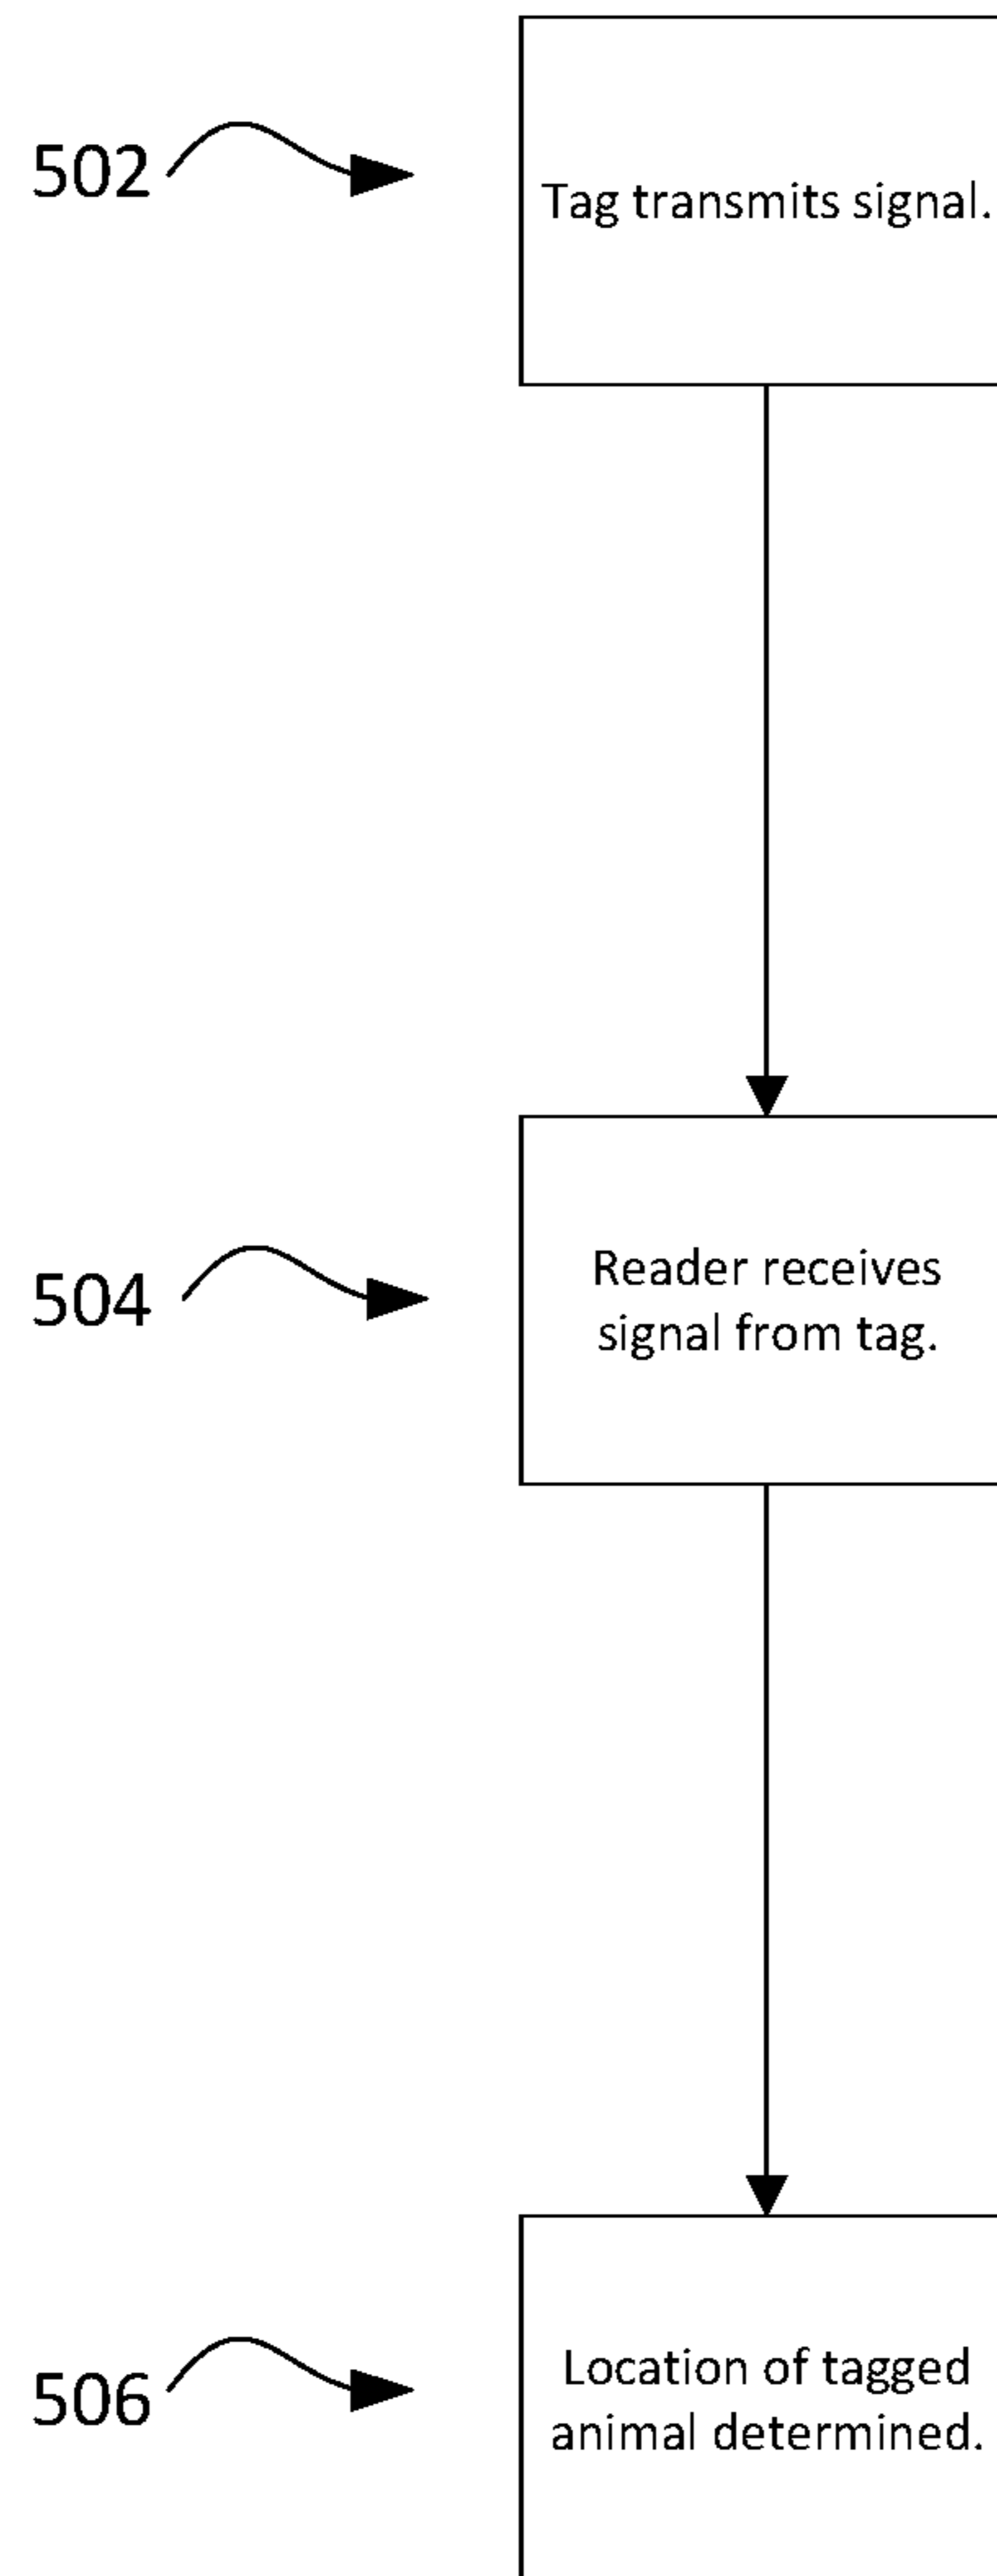 502
Tag transmits signal.
504
Reader receives
signal from tag.
506
Location of tagged
animal determined.